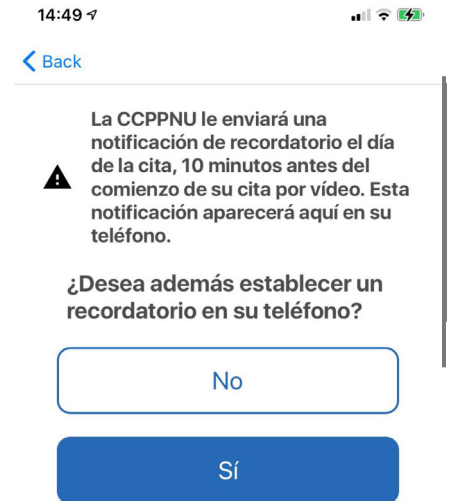 14:49
Back
La CCPPNU le enviará una
notificación de recordatorio el día
de la cita, 10 minutos antes del
comienzo de su cita por vídeo. Esta
notificación aparecerá aquí en su
teléfono.
¿Desea además establecer un
recordatorio en su teléfono?
No
Sí